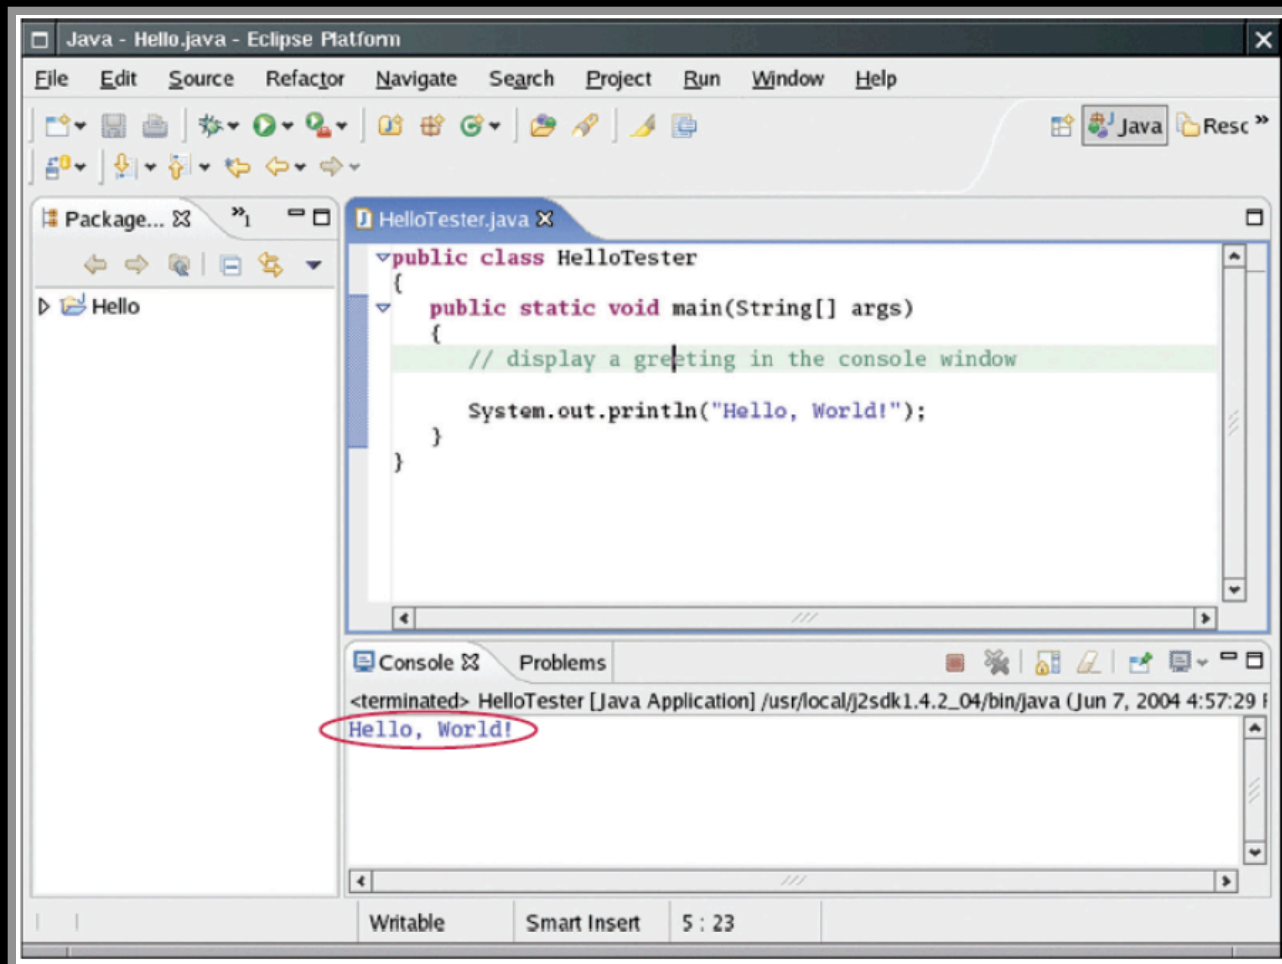 Java - Hello.java - Eclipse Platform
File Edit Source Refactor Navigate Search Project Run Window Help
Java Resc »
Package... »1
HelloTester.java
Hello
public class HelloTester
{
public static void main(String[] args)
{
// display a greeting in the console window
System.out.println("Hello, World!");
}
}
Console Problems
<terminated> HelloTester [Java Application] /usr/local/j2sdk1.4.2_04/bin/java (Jun 7, 2004 4:57:29
Hello, World!
Writable Smart Insert 5 : 23